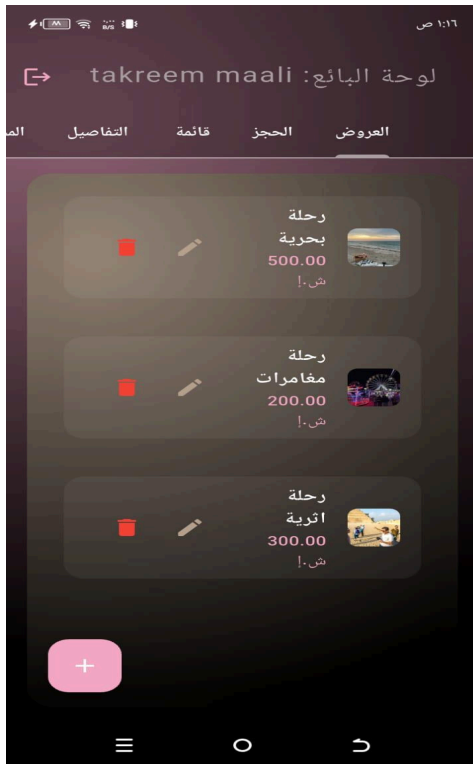 ١:١٦ ص
B/S
لوحة البائع: takreem maali
العروض الحجز قائمة التفاصيل
رحلة
بحرية
500.00
ش.إ
رحلة
مغامرات
200.00
ش.إ
رحلة
اثرية
300.00
ش.إ
+